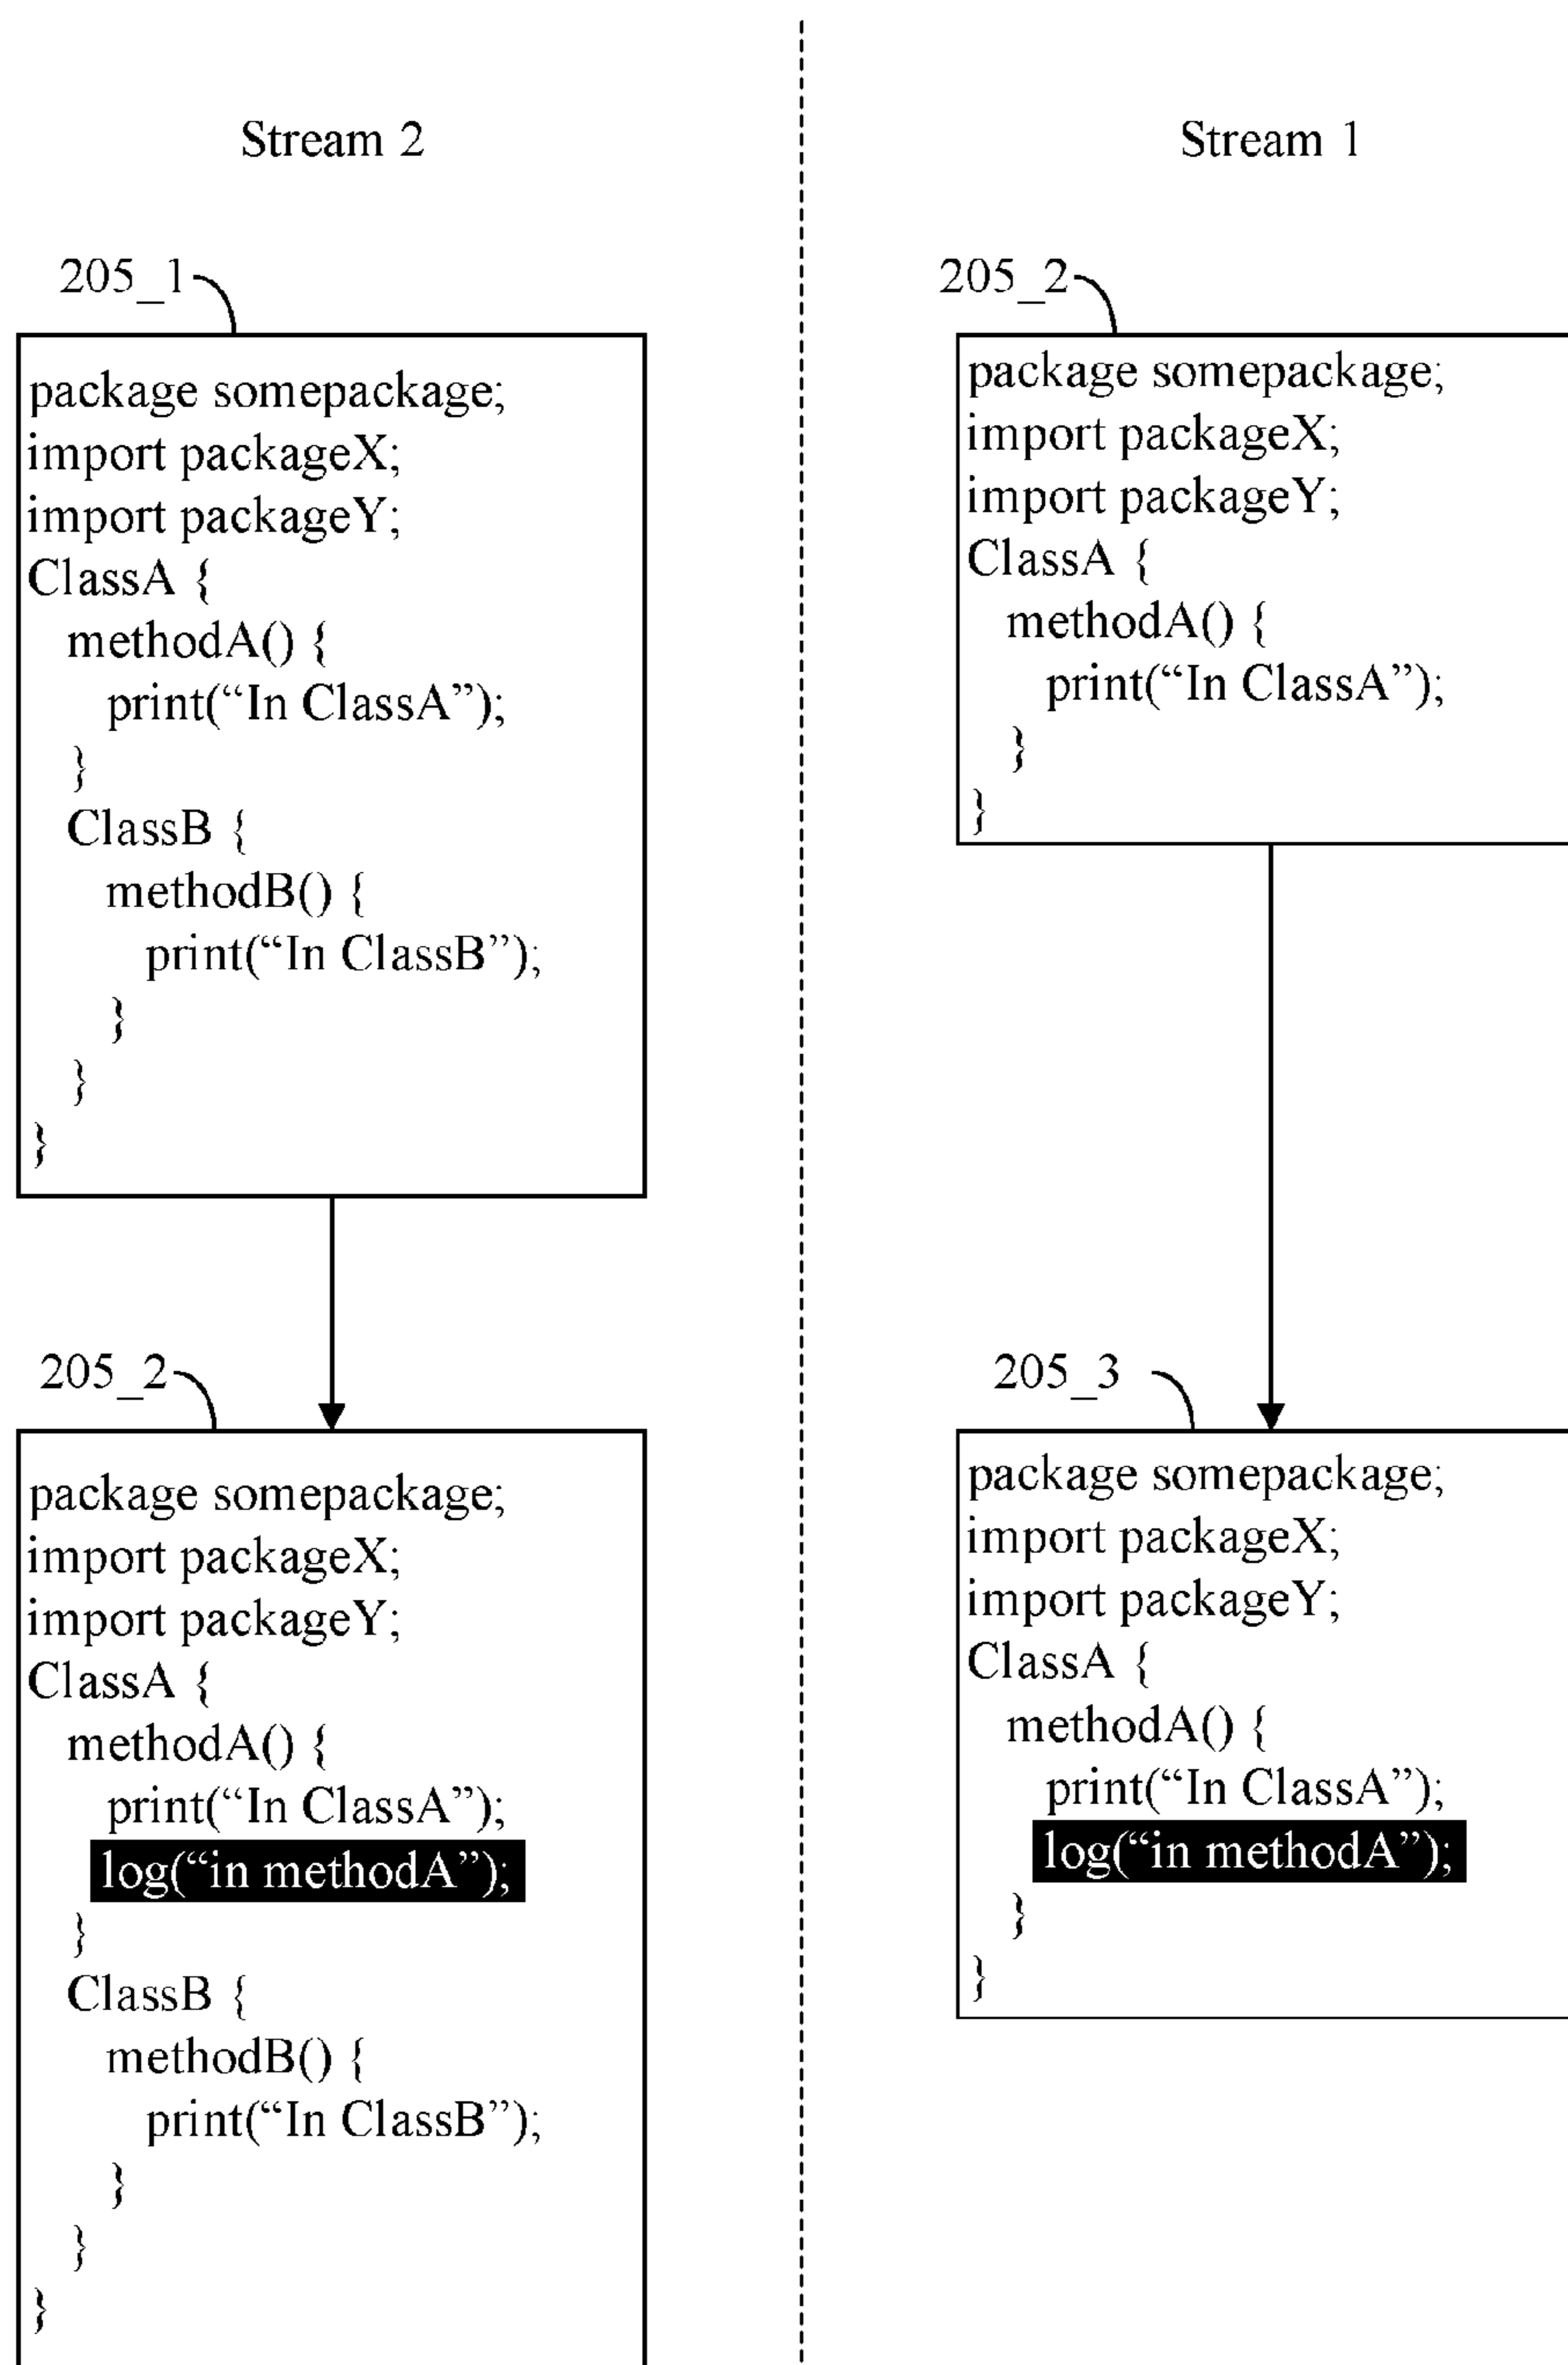 Stream 2
205_1
package somepackage;
import packageX;
import packageY;
ClassA {
methodA() {
print(“In ClassA”);
}
ClassB {
methodB() {
print(“In ClassB”);
}
}
}
205_2
package somepackage;
import packageX;
import packageY;
ClassA {
methodA() {
print(“In ClassA”);
log(“in methodA”);
}
ClassB {
methodB() {
print(“In ClassB”);
}
}
}
Stream 1
205_2
package somepackage;
import packageX;
import packageY;
ClassA {
methodA() {
print(“In ClassA”);
}
}
205_3
package somepackage;
import packageX;
import packageY;
ClassA {
methodA() {
print(“In ClassA”);
log(“in methodA”);
}
}